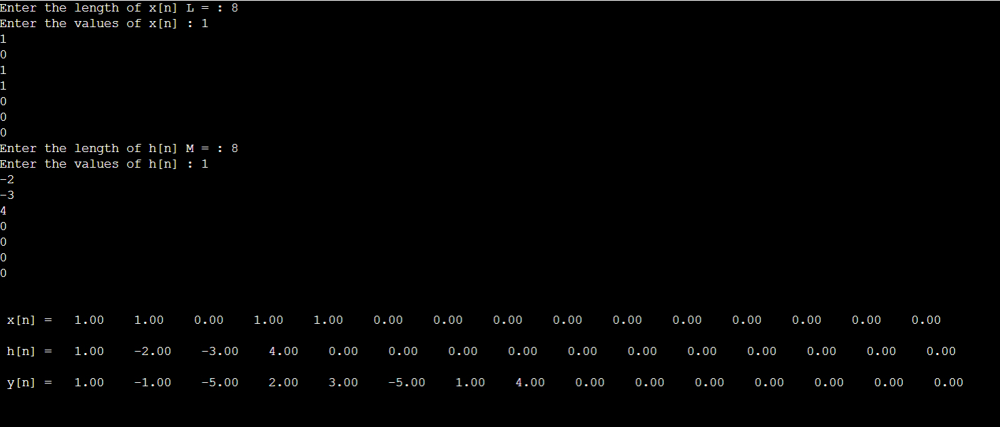 Enter the length of x[n] L = : 8
Enter the values of x[n] : 1
1
0
1
1
0
0
0
Enter the length of h[n] M = : 8
Enter the values of h[n] : 1
-2
-3
4
0
0
0
0
x[n] = 1.00 1.00 0.00 1.00 1.00 0.00 0.00 0.00 0.00 0.00 0.00 0.00 0.00 0.00 0.00
h[n] = 1.00 -2.00 -3.00 4.00 0.00 0.00 0.00 0.00 0.00 0.00 0.00 0.00 0.00 0.00 0.00
y[n] = 1.00 -1.00 -5.00 2.00 3.00 -5.00 1.00 4.00 0.00 0.00 0.00 0.00 0.00 0.00 0.00